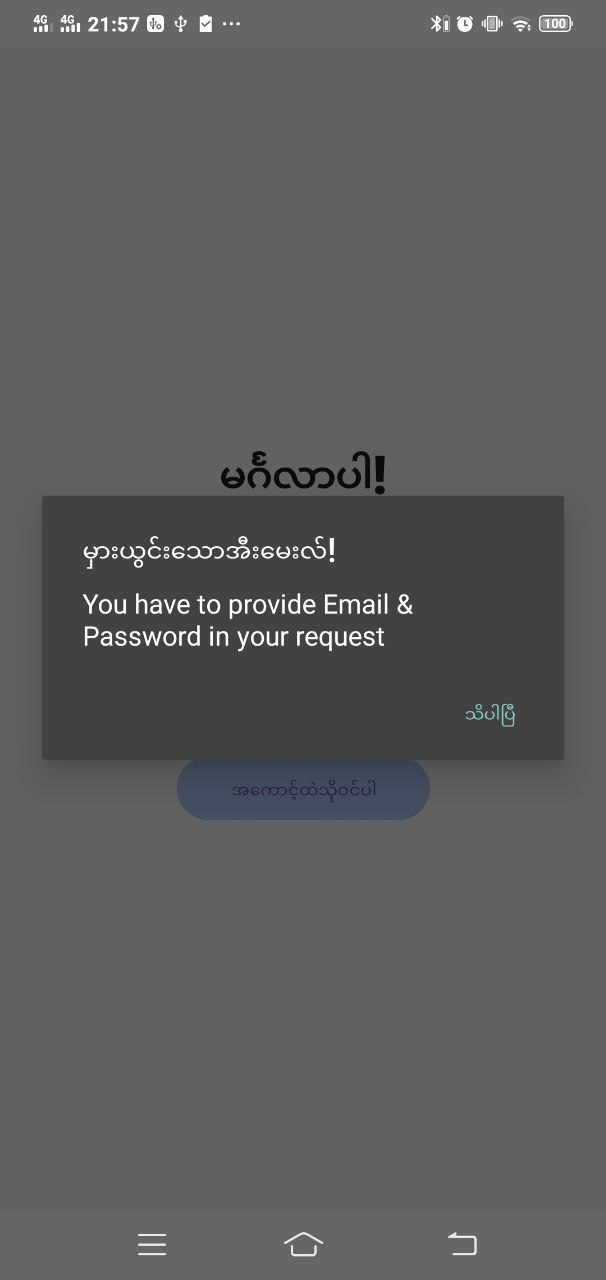 4G 4G 21:57 100
မင်္ဂလာပါ!
မှားယွင်းသောအီးမေးလ်!
You have to provide Email &
Password in your request
သိပါပြီ
အကောင့်ထဲသို့ဝင်ပါ